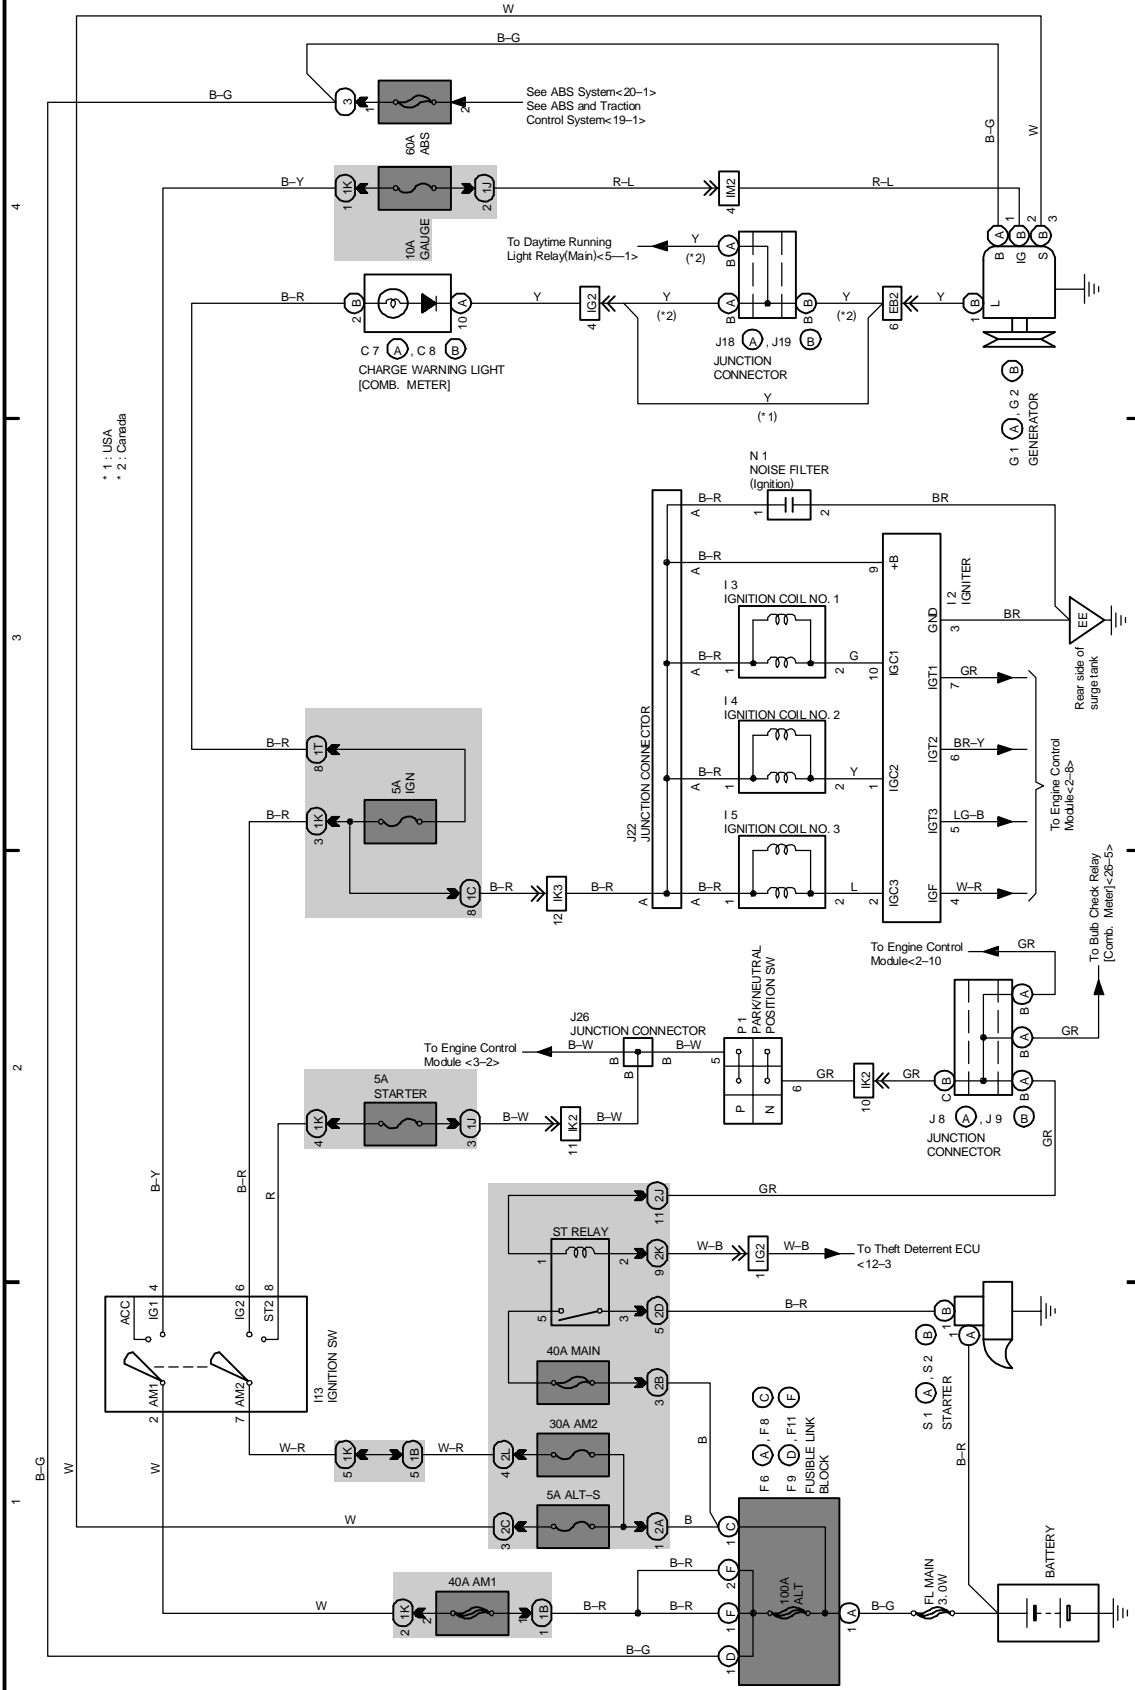 W
B–G
B–G
3
1
2
60A
ABS
See ABS System<20–1>
See ABS and Traction
Control System<19–1>
B–G
W
4
B–Y
1
1K
1J
2
10A
GAUGE
R–L
IM2
4
R–L
To Daytime Running
Light Relay(Main)<5—1>
Y
(*2)
A
B
A
B
IG
B
S
B
1
2
3
B–R
B
2
A
10
Y
IG2
4
Y
(*2)
A
B
B
B
Y
(*2)
EB2
6
Y
B
1
L
C 7 A , C 8 B
CHARGE WARNING LIGHT
[COMB. METER]
J18 A , J19 B
JUNCTION
CONNECTOR
Y
(* 1)
G 1 A , G 2 B
GENERATOR
* 1 : USA
* 2 : Canada
N 1
NOISE FILTER
(Ignition)
B–R
A
1
2
BR
B–R
A
9
+B
I 2
IGNITER
3
I 3
IGNITION COIL NO. 1
B–R
A
1
2
G
10
IGC1
GND
3
BR
EE
Rear side of
surge tank
IGT1
7
GR
J22
JUNCTION CONNECTOR
I 4
IGNITION COIL NO. 2
B–R
A
1
2
Y
1
IGC2
IGT2
6
BR–Y
B–R
1T
8
5A
IGN
B–R
1K
3
To Engine Control
Module<2–8>
I 5
IGNITION COIL NO. 3
IGT3
5
LG–B
1C
8
B–R
IK3
12
B–R
A
B–R
A
1
2
L
2
IGC3
IGF
4
W–R
To Bulb Check Relay
[Comb. Meter]<26–5>
To Engine Control
Module<2–10
GR
2
J26
JUNCTION CONNECTOR
To Engine Control
Module <3–2>
B–W
B
B
B
B–W
5
P 1
PARK/NEUTRAL
POSITION SW
P
N
6
GR
IK2
10
GR
B
C
A
B
A
B
A
B
GR
J 8 A , J 9 B
JUNCTION
CONNECTOR
GR
5A
STARTER
1K
4
1J
3
B–W
IK2
11
B–W
B–Y
B–R
R
2J
11
GR
ST RELAY
1
2
2K
9
W–B
IG2
1
W–B
To Theft Deterrent ECU
<12–3
5
3
2D
5
B–R
B
1
A
1
S 1 A , S 2 B
STARTER
ACC
IG1
4
IG2
6
ST2
8
AM1
2
AM2
7
I13
IGNITION SW
40A MAIN
2B
3
B
W–R
1K
5
1B
5
W–R
2L
4
30A AM2
F 6 A , F 8 C
F 9 D , F11 F
FUSIBLE LINK
BLOCK
B–R
1
B–G
W
W
W
2C
3
5A ALT–S
2A
1
B
C
1
40A AM1
W
1K
2
2
1
1B
1
B–R
B–R
F
2
F
1
100A
ALT
A
1
B–G
FL MAIN
3. 0W
BATTERY
B–G
D
1